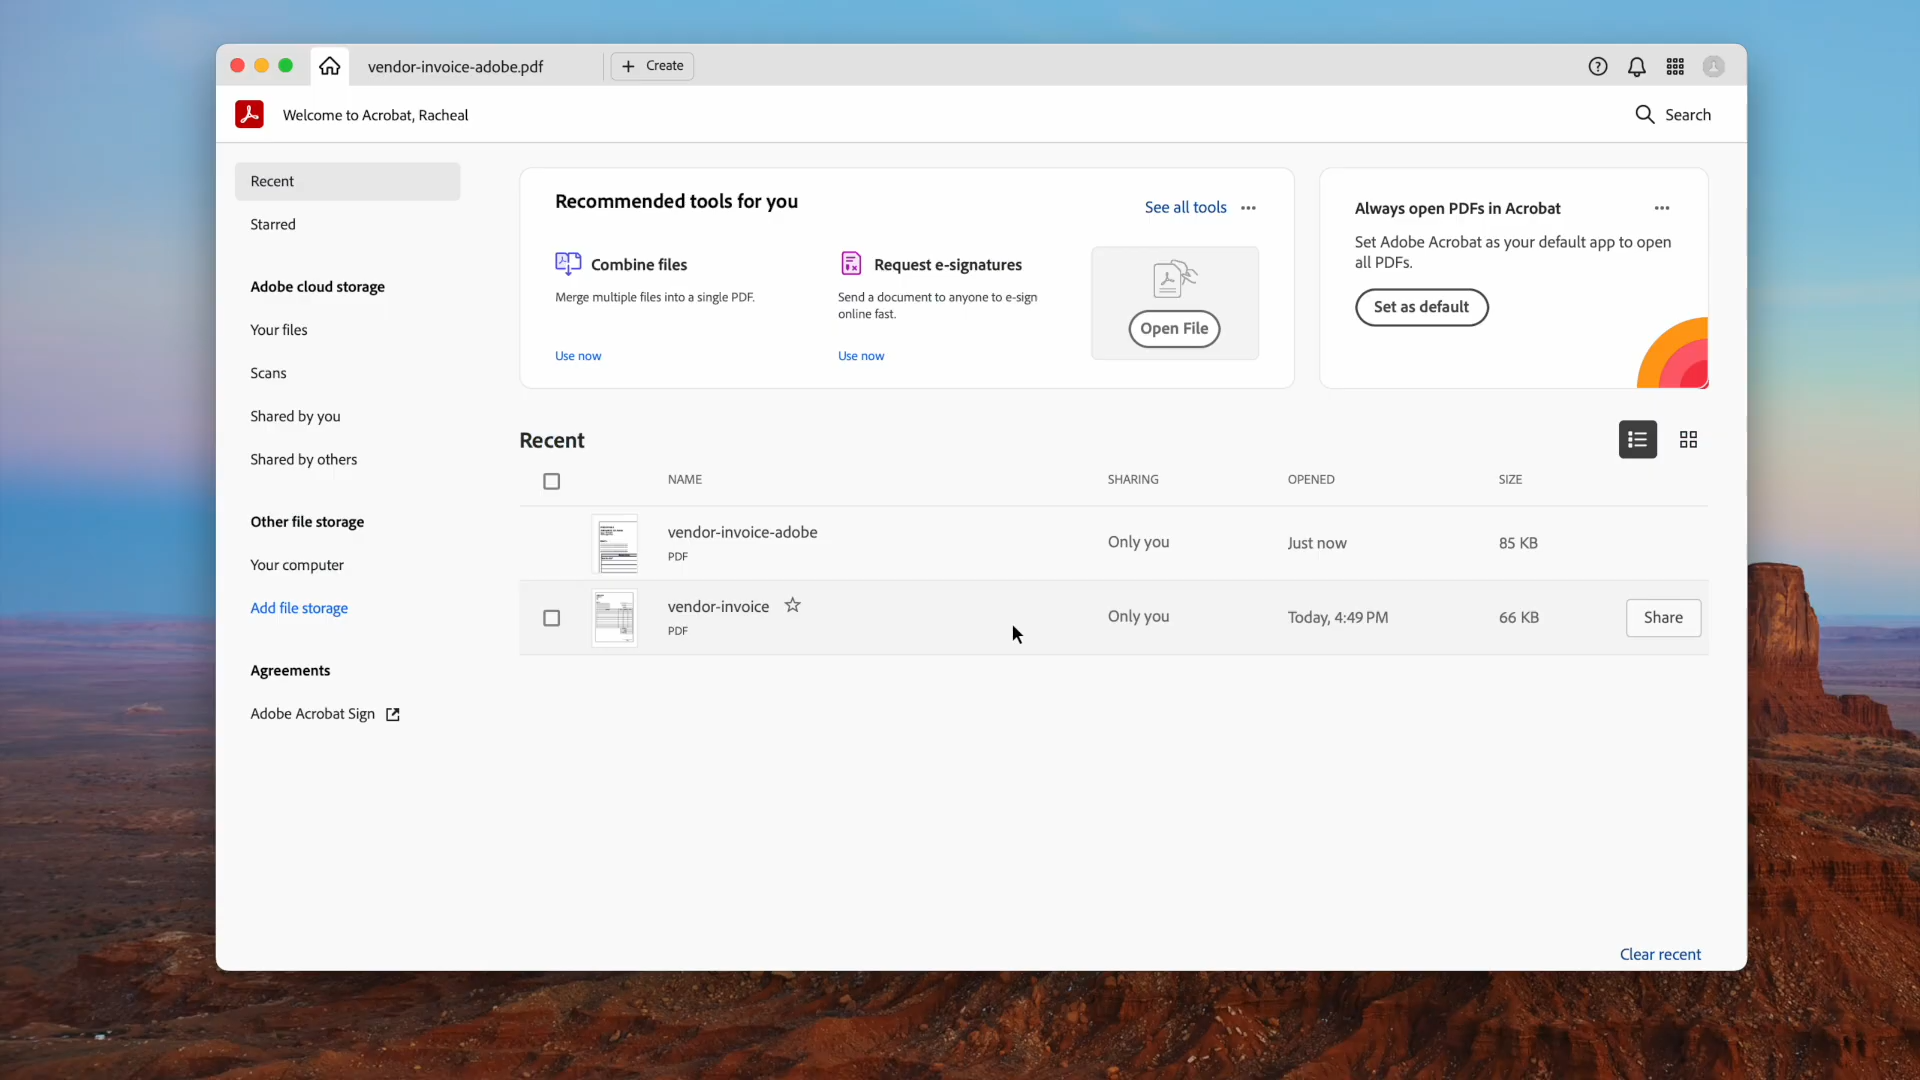 vendor-invoice-adobe.pdf
+ Create
Welcome to Acrobat, Racheal
Search
Recent
Starred
Adobe cloud storage
Your files
Scans
Shared by you
Shared by others
Other file storage
Your computer
Add file storage
Agreements
Adobe Acrobat Sign
Recommended tools for you
See all tools
Combine files
Merge multiple files into a single PDF.
Use now
Request e-signatures
Send a document to anyone to e-sign
online fast.
Use now
Open File
Always open PDFs in Acrobat
Set Adobe Acrobat as your default app to open
all PDFs.
Set as default
Recent
NAME SHARING OPENED SIZE
vendor-invoice-adobe
PDF
Only you Just now 85 KB
vendor-invoice
PDF
Only you Today, 4:49 PM 66 KB Share
Clear recent